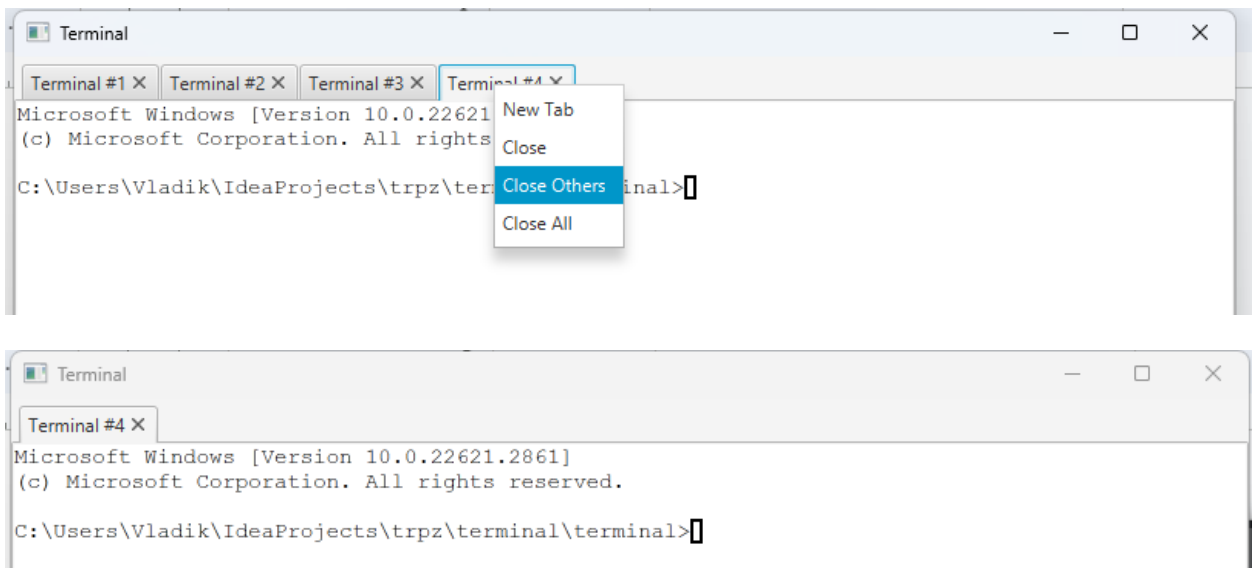 Terminal
Terminal #1 Terminal #2 Terminal #3 Terminal #4
Microsoft Windows [Version 10.0.22621
(c) Microsoft Corporation. All rights
C:\Users\Vladik\IdeaProjects\trpz\ter inal>
New Tab
Close
Close Others
Close All
Terminal
Terminal #4
Microsoft Windows [Version 10.0.22621.2861]
(c) Microsoft Corporation. All rights reserved.
C:\Users\Vladik\IdeaProjects\trpz\terminal\terminal>